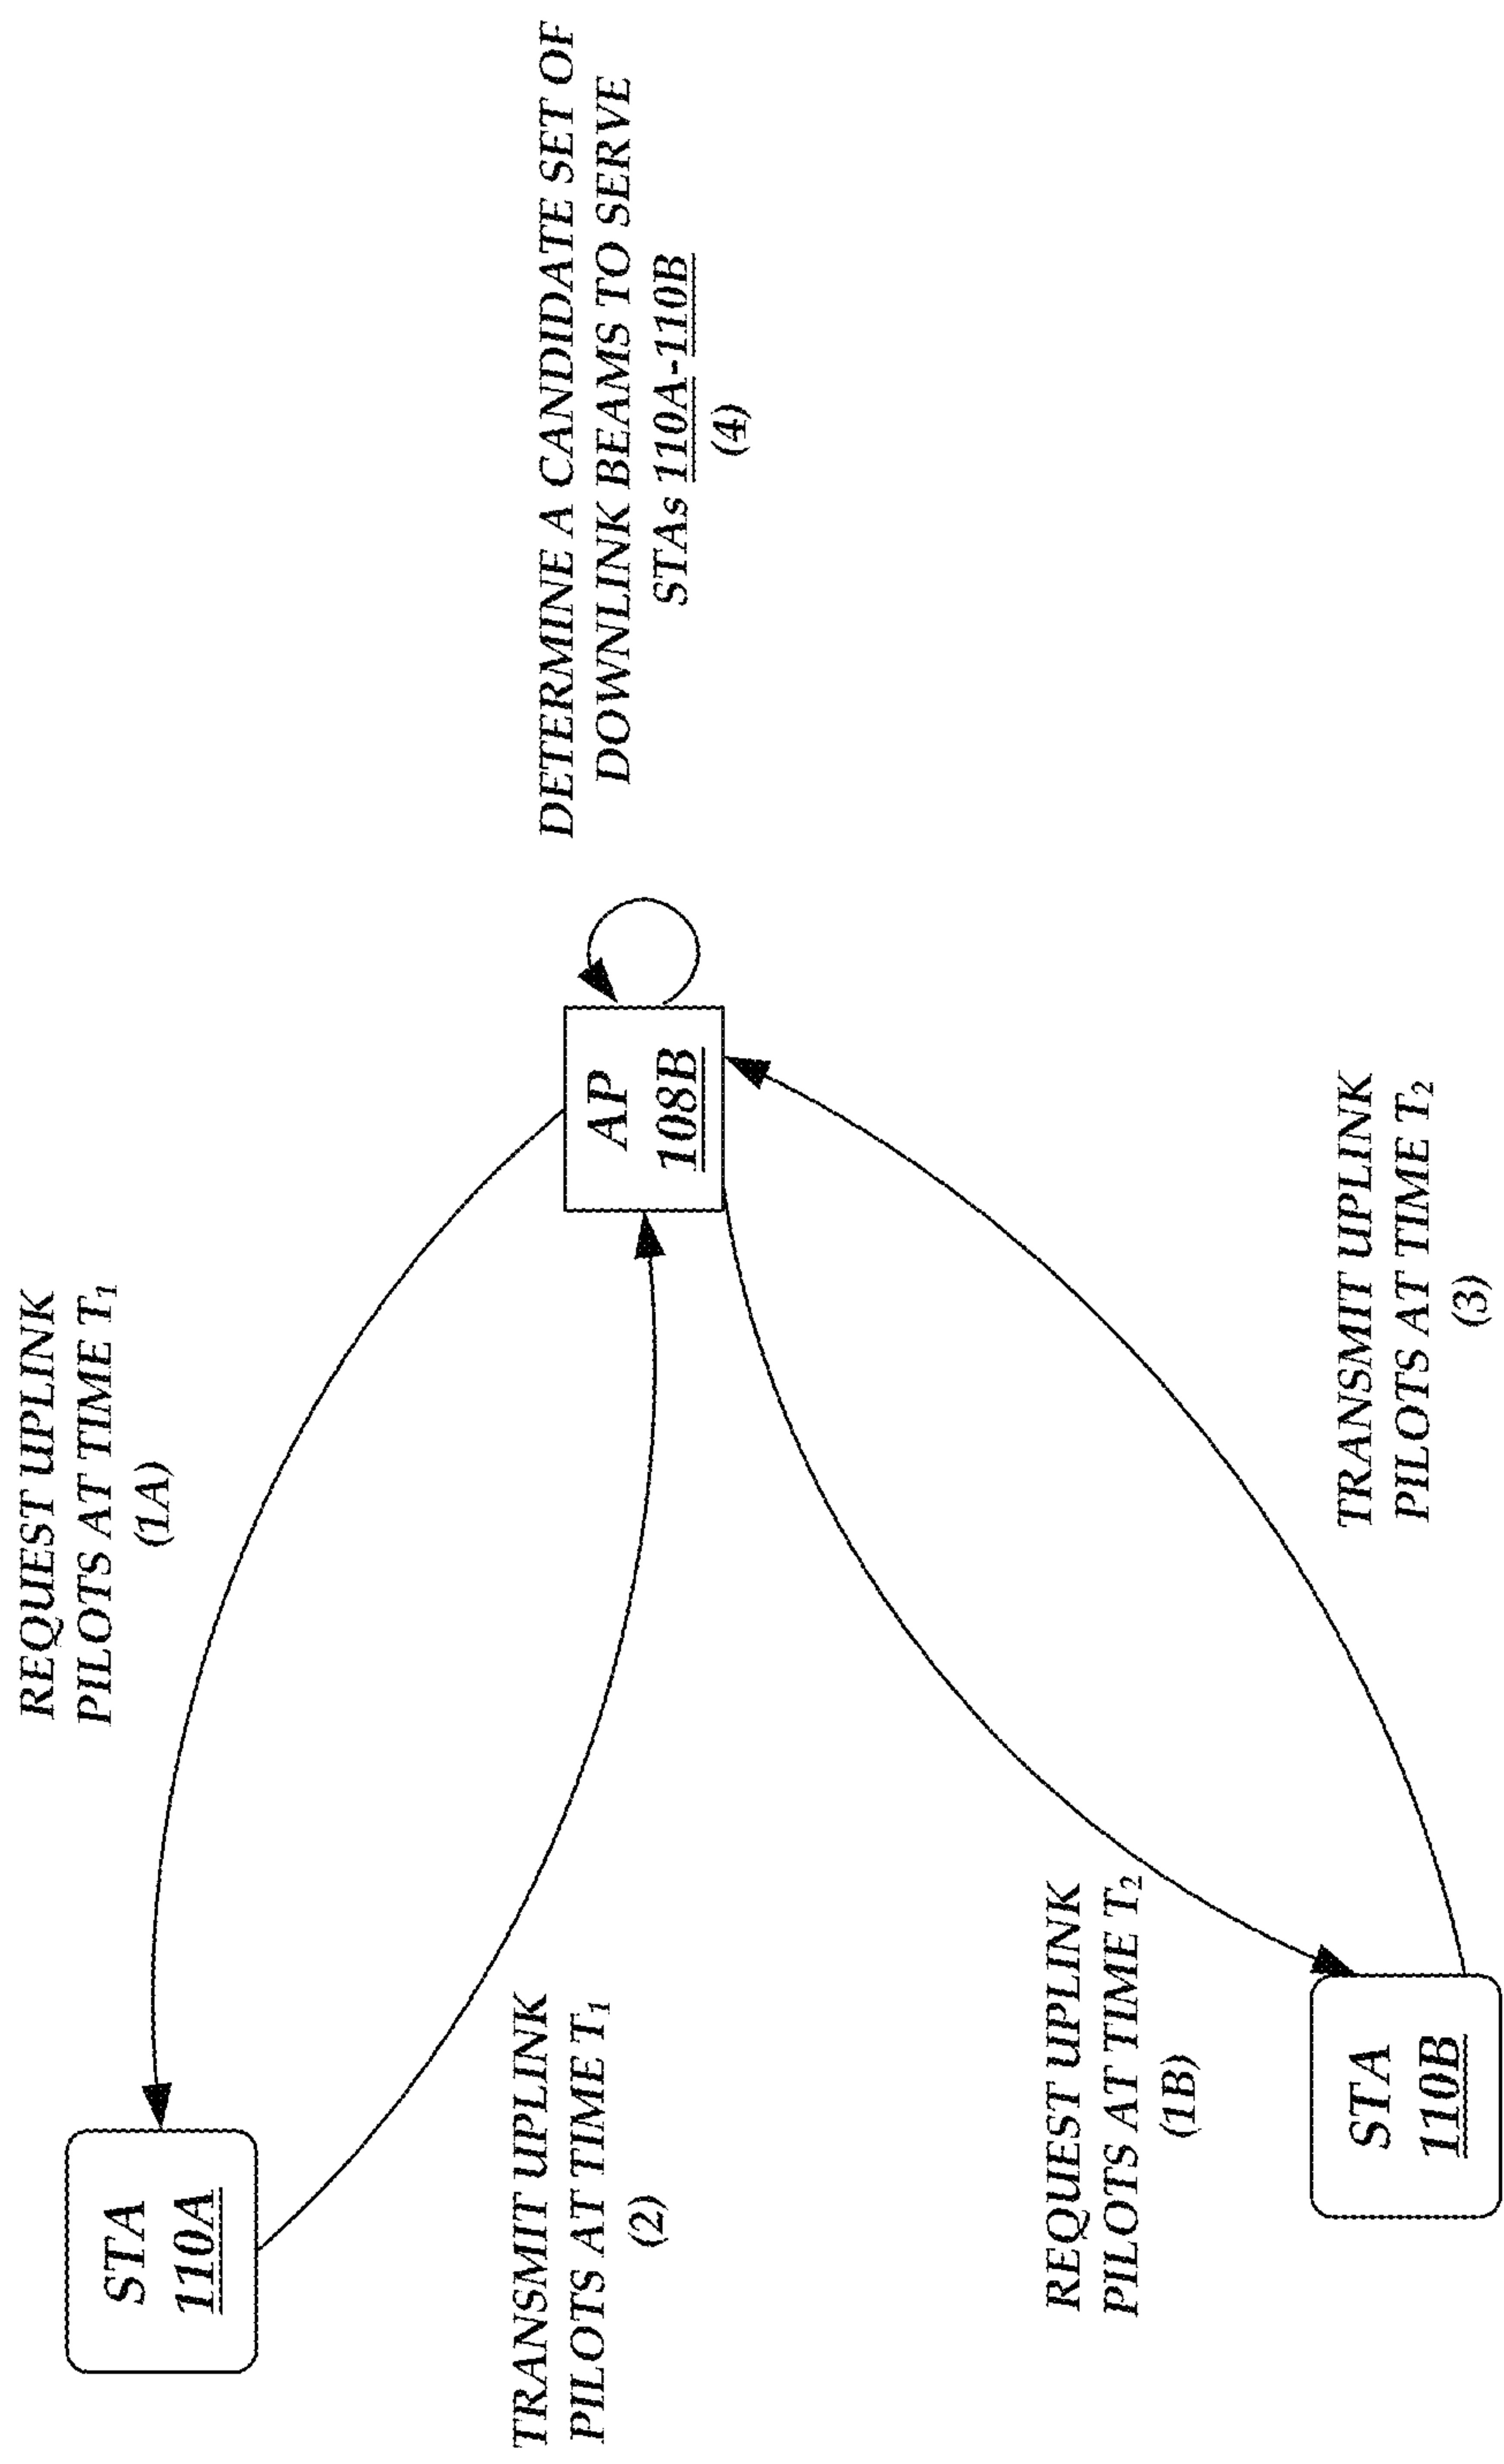 REQUEST UPLINK
PILOTS AT TIME T₁
(1A)
STA
110A
TRANSMIT UPLINK
PILOTS AT TIME T₁
(2)
AP
108B
DETERMINE A CANDIDATE SET OF
DOWNLINK BEAMS TO SERVE
STAs 110A-110B
(4)
REQUEST UPLINK
PILOTS AT TIME T₂
(1B)
STA
110B
TRANSMIT UPLINK
PILOTS AT TIME T₂
(3)